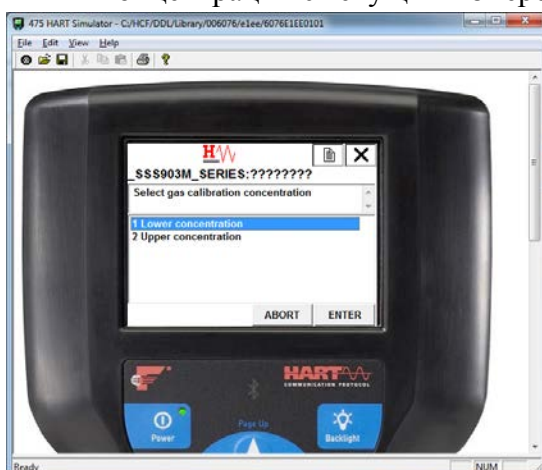 475 HART Simulator - C:/HCF/DDL/Library/006076/e1ee/6076E1EE0101
File Edit View Help
_SSS903M_SERIES:????????
Select gas calibration concentration
1 Lower concentration
2 Upper concentration
ABORT ENTER
HART
COMMUNICATION PROTOCOL
Power
Page Up
Backlight
Ready NUM